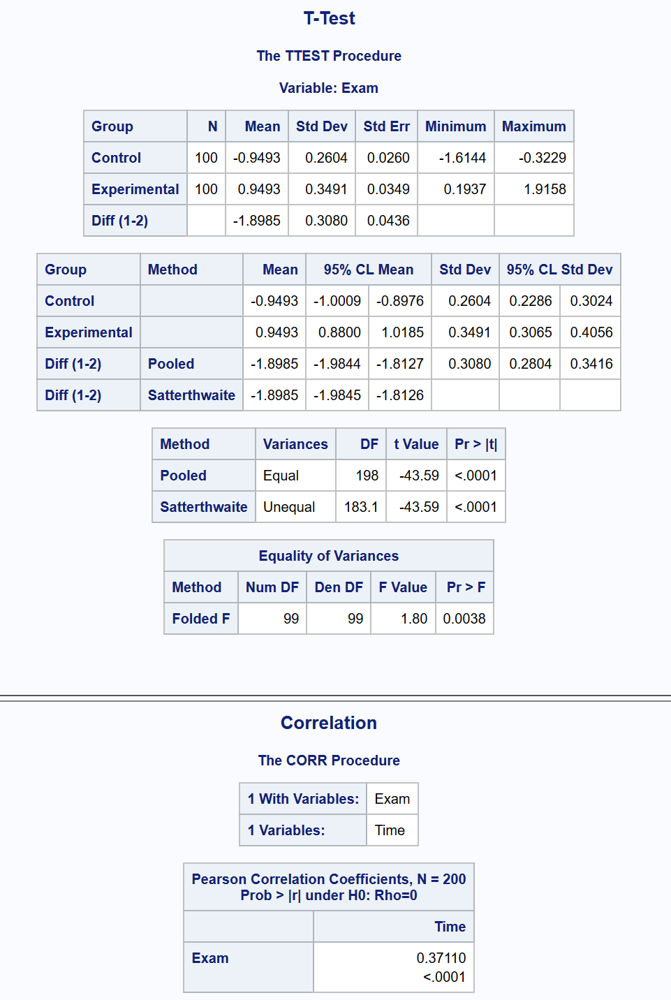 T-Test
The TTEST Procedure
Variable: Exam
Group N Mean Std Dev Std Err Minimum Maximum
Control 100 -0.9493 0.2604 0.0260 -1.6144 -0.3229
Experimental 100 0.9493 0.3491 0.0349 0.1937 1.9158
Diff (1-2) -1.8985 0.3080 0.0436
Group Method Mean 95% CL Mean Std Dev 95% CL Std Dev
Control -0.9493 -1.0009 -0.8976 0.2604 0.2286 0.3024
Experimental 0.9493 0.8800 1.0185 0.3491 0.3065 0.4056
Diff (1-2) Pooled -1.8985 -1.9844 -1.8127 0.3080 0.2804 0.3416
Diff (1-2) Satterthwaite -1.8985 -1.9845 -1.8126
Method Variances DF t Value Pr > |t|
Pooled Equal 198 -43.59 <.0001
Satterthwaite Unequal 183.1 -43.59 <.0001
Equality of Variances
Method Num DF Den DF F Value Pr > F
Folded F 99 99 1.80 0.0038
Correlation
The CORR Procedure
1 With Variables: Exam
1 Variables: Time
Pearson Correlation Coefficients, N = 200
Prob > |r| under H0: Rho=0
Time
Exam 0.37110
<.0001